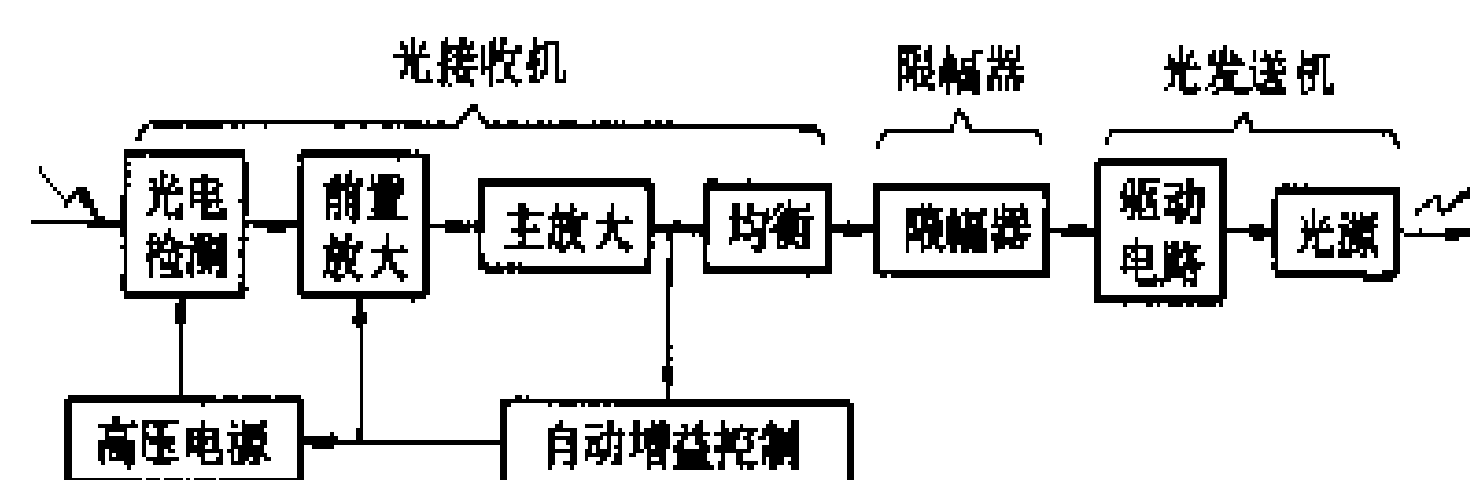 光接收机
限幅器
光发送机
光电
检测
前置
放大
主放大
均衡
限幅器
驱动
电路
光源
高压电源
自动增益控制